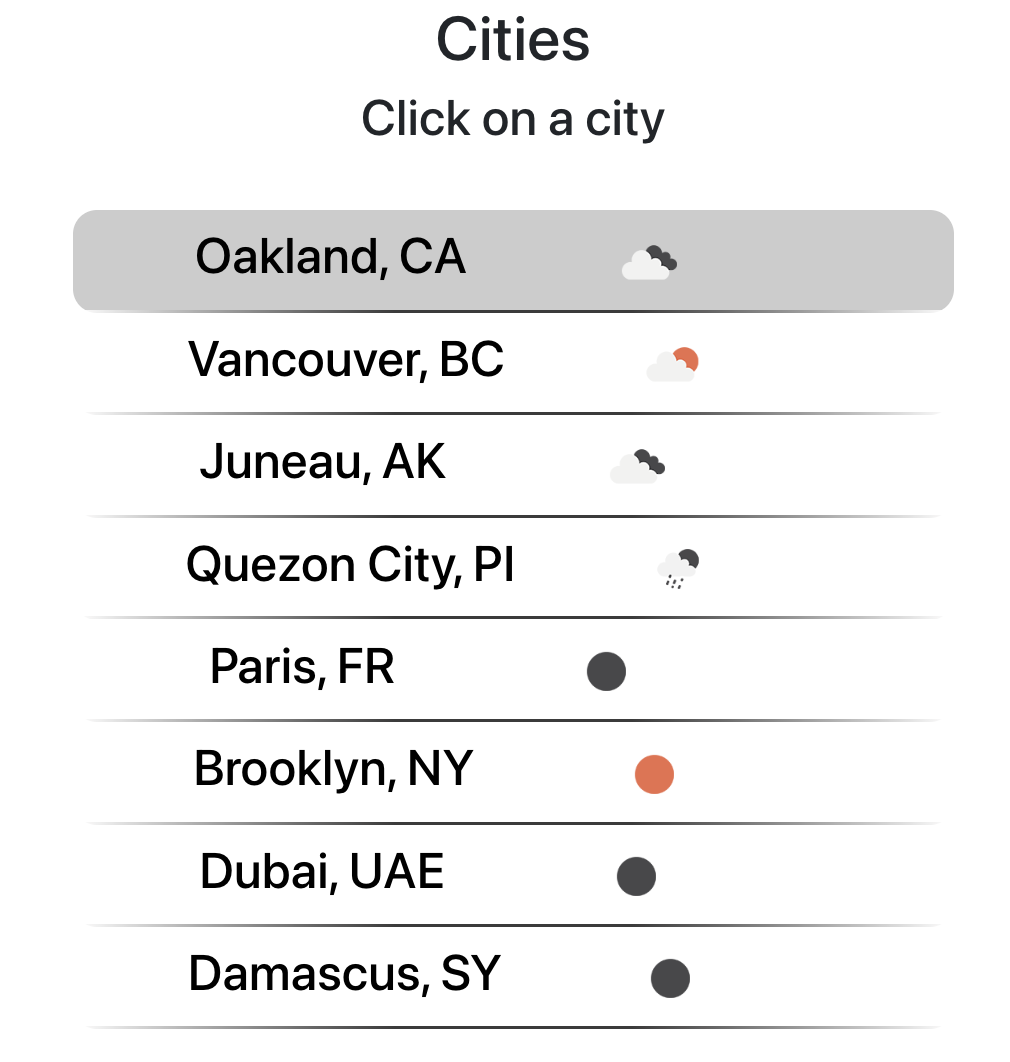 Cities
Click on a city
Oakland, CA
Vancouver, BC
Juneau, AK
Quezon City, PI
Paris, FR
Brooklyn, NY
Dubai, UAE
Damascus, SY